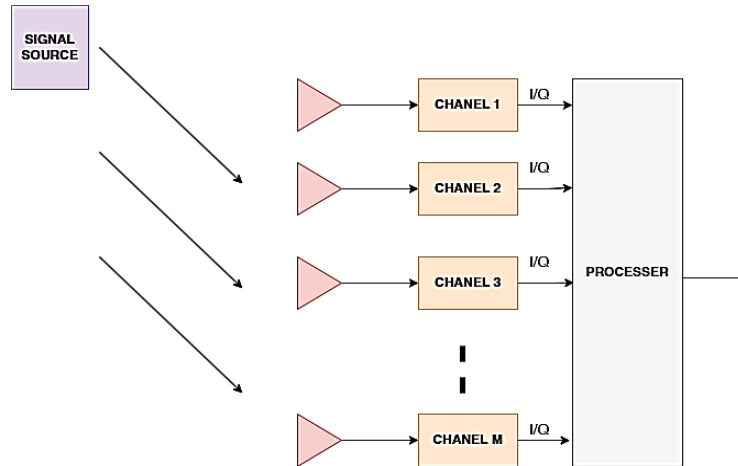 SIGNAL
SOURCE
CHANEL 1
I/Q
CHANEL 2
I/Q
CHANEL 3
I/Q
PROCESSER
CHANEL M
I/Q